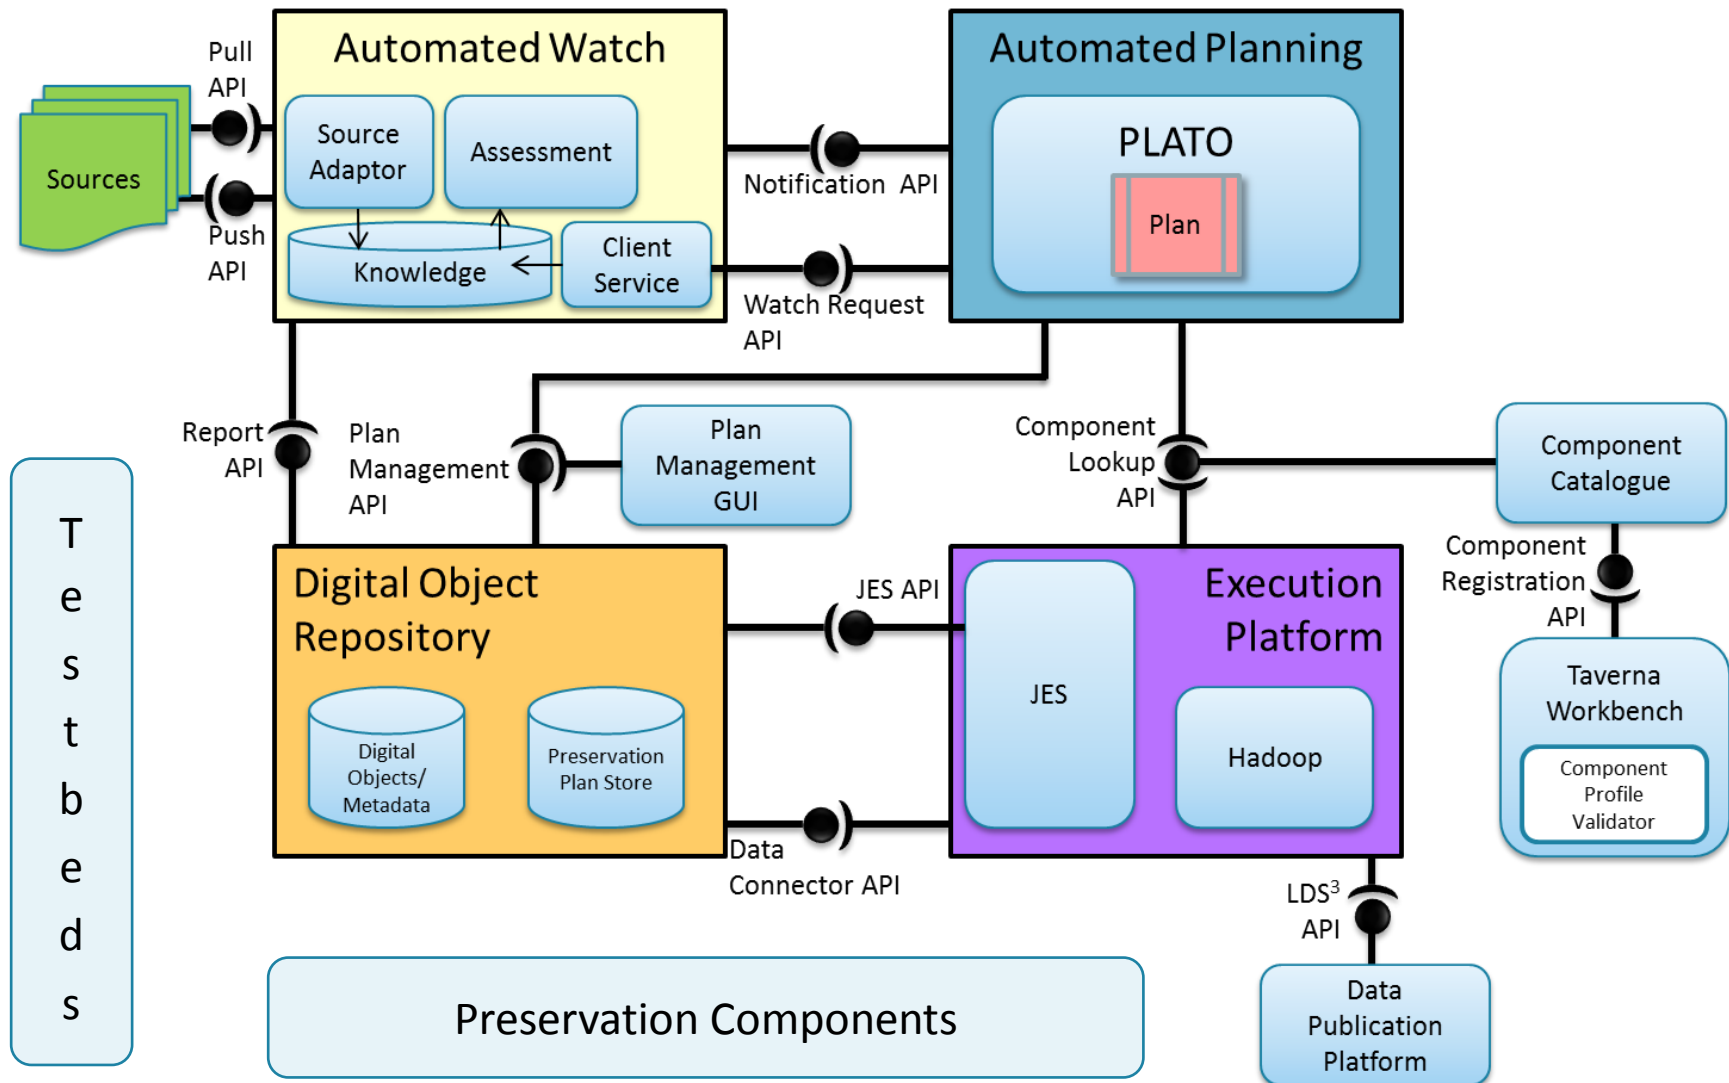 Pull
API
Sources
Push
API
Automated Watch
Source
Adaptor
Assessment
Knowledge
Client
Service
Notification API
Watch Request
API
Automated Planning
PLATO
Plan
Report
API
Plan
Management
API
Plan
Management
GUI
Component
Lookup
API
Component
Catalogue
Component
Registration
API
Taverna
Workbench
Component
Profile
Validator
T
e
s
t
b
e
d
s
Digital Object
Repository
Digital
Objects/
Metadata
Preservation
Plan Store
JES API
Data
Connector API
Execution
Platform
JES
Hadoop
LDS³
API
Data
Publication
Platform
Preservation Components